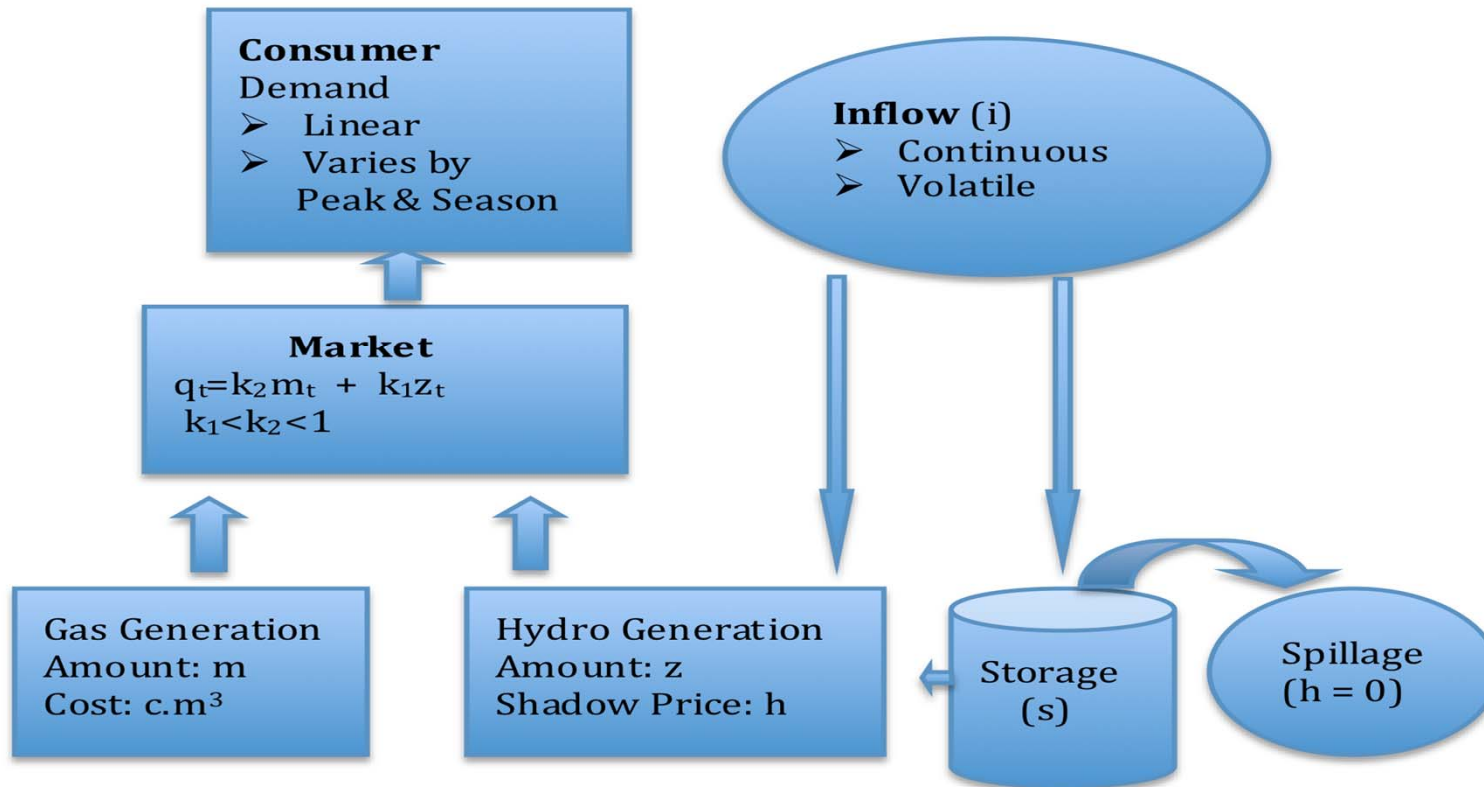 Consumer
Demand
➢ Linear
➢ Varies by
Peak & Season
Inflow (i)
➢ Continuous
➢ Volatile
Market
qₜ=k₂mₜ + k₁zₜ
k₁<k₂<1
Gas Generation
Amount: m
Cost: c.m³
Hydro Generation
Amount: z
Shadow Price: h
Storage
(s)
Spillage
(h = 0)